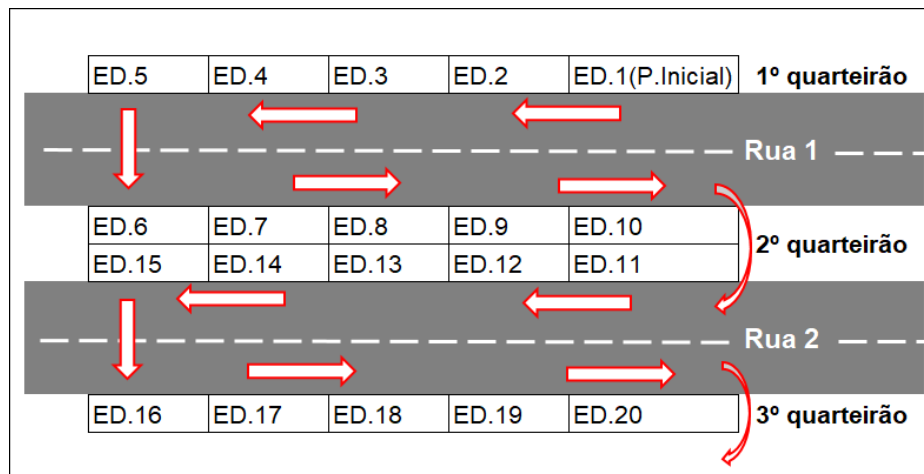 ED.5 ED.4 ED.3 ED.2 ED.1(P.Inicial) 1º quarteirão
Rua 1
ED.6 ED.7 ED.8 ED.9 ED.10
2º quarteirão
ED.15 ED.14 ED.13 ED.12 ED.11
Rua 2
ED.16 ED.17 ED.18 ED.19 ED.20 3º quarteirão